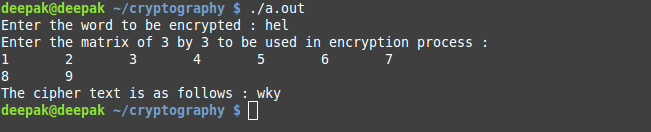 deepak@deepak ~/cryptography $ ./a.out
Enter the word to be encrypted : hel
Enter the matrix of 3 by 3 to be used in encryption process :
1 2 3 4 5 6 7
8 9
The cipher text is as follows : wky
deepak@deepak ~/cryptography $